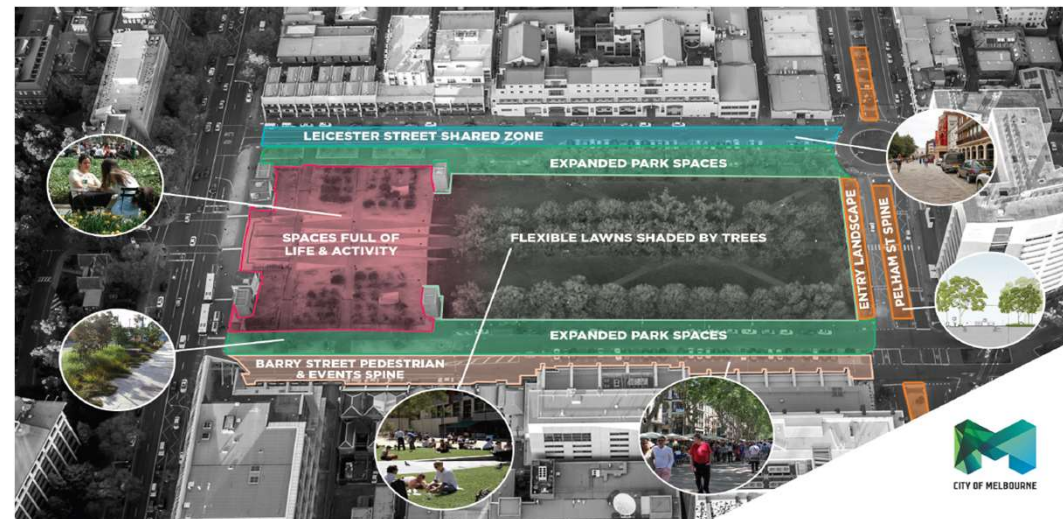 LEICESTER STREET SHARED ZONE
EXPANDED PARK SPACES
SPACES FULL OF
LIFE & ACTIVITY
FLEXIBLE LAWNS SHADED BY TREES
ENTRY LANDSCAPE
PELHAM ST SPINE
EXPANDED PARK SPACES
BARRY STREET PEDESTRIAN
& EVENTS SPINE
CITY OF MELBOURNE